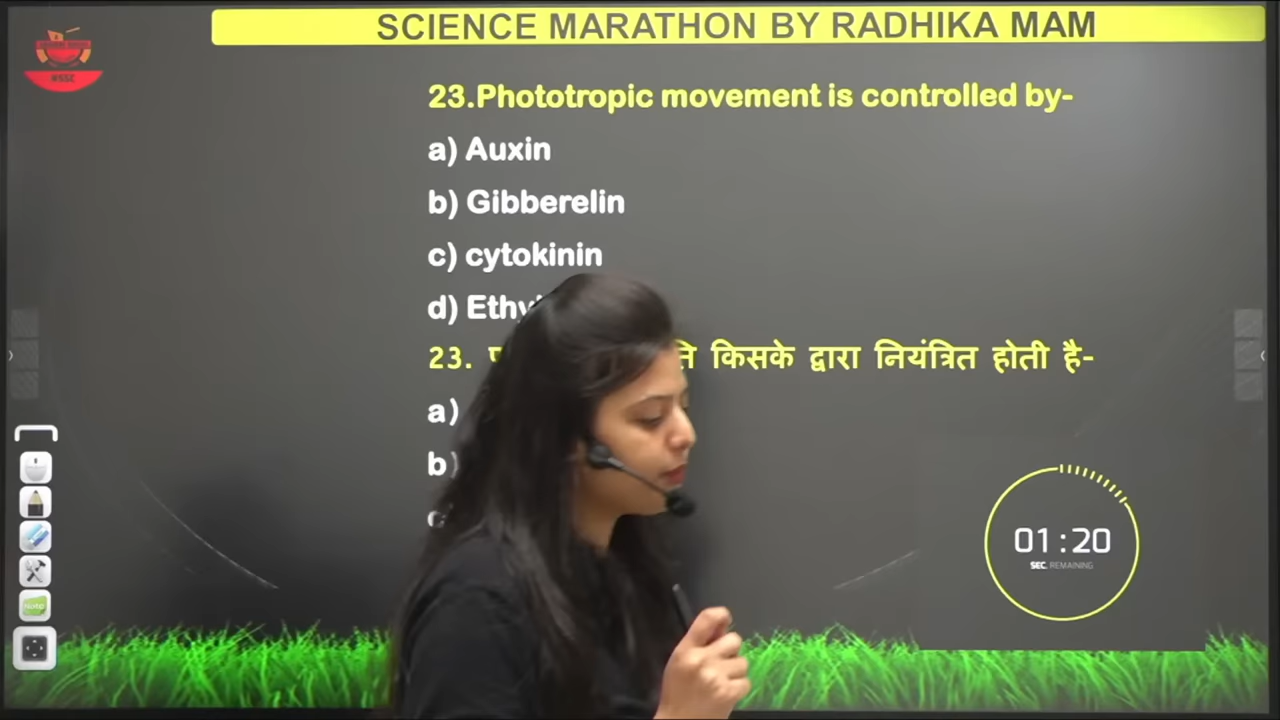 SCIENCE MARATHON BY RADHIKA MAM
HSSC
23.Phototropic movement is controlled by-
a) Auxin
b) Gibberelin
c) cytokinin
d)
23. किसके द्वारा नियंत्रित होती है-
a)
b)
01:20
SEC. REMAINING